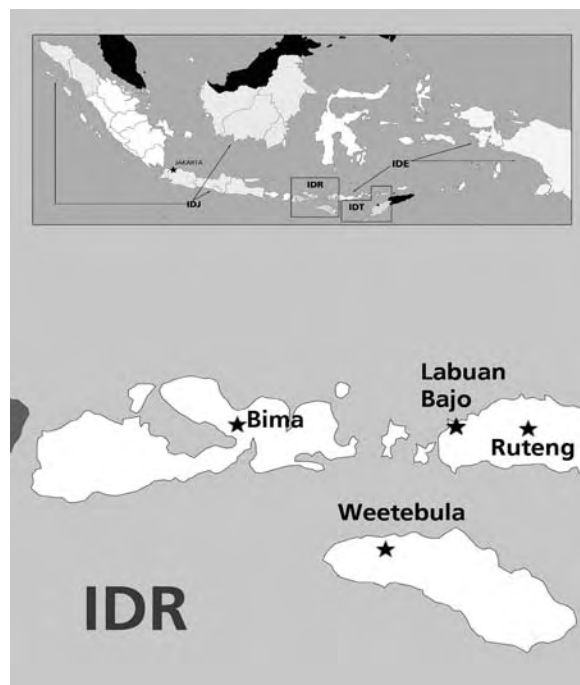 JAKARTA
IDE
IDR
IDJ
IDT
Labuan
Bajo
Bima
Ruteng
Weetebula
IDR